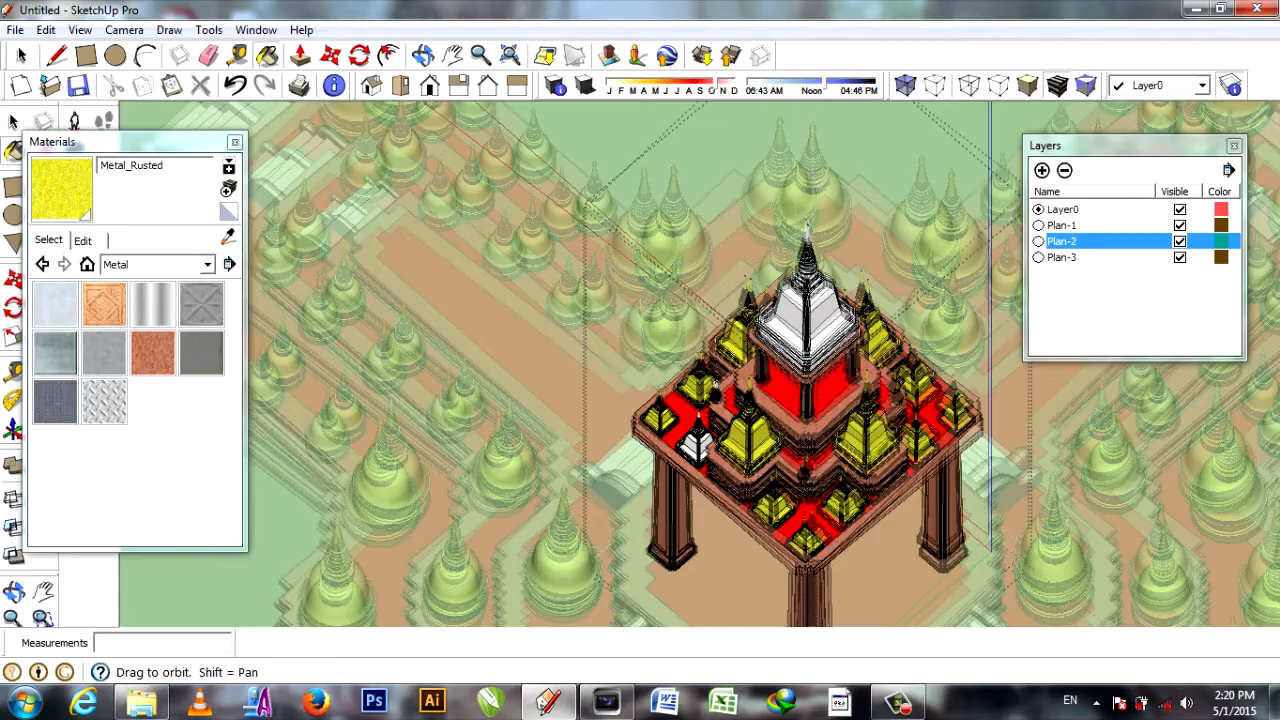 Untitled - SketchUp Pro
File Edit View Camera Draw Tools Window Help
J F M A M J J A S O N D 06:43 AM Noon 04:46 PM Layer0
Materials
Metal_Rusted
Select Edit
Metal
Layers
Name Visible Color
Layer0
Plan-1
Plan-2
Plan-3
Measurements
Drag to orbit. Shift = Pan
Ps Ai
EN
2:20 PM
5/1/2015